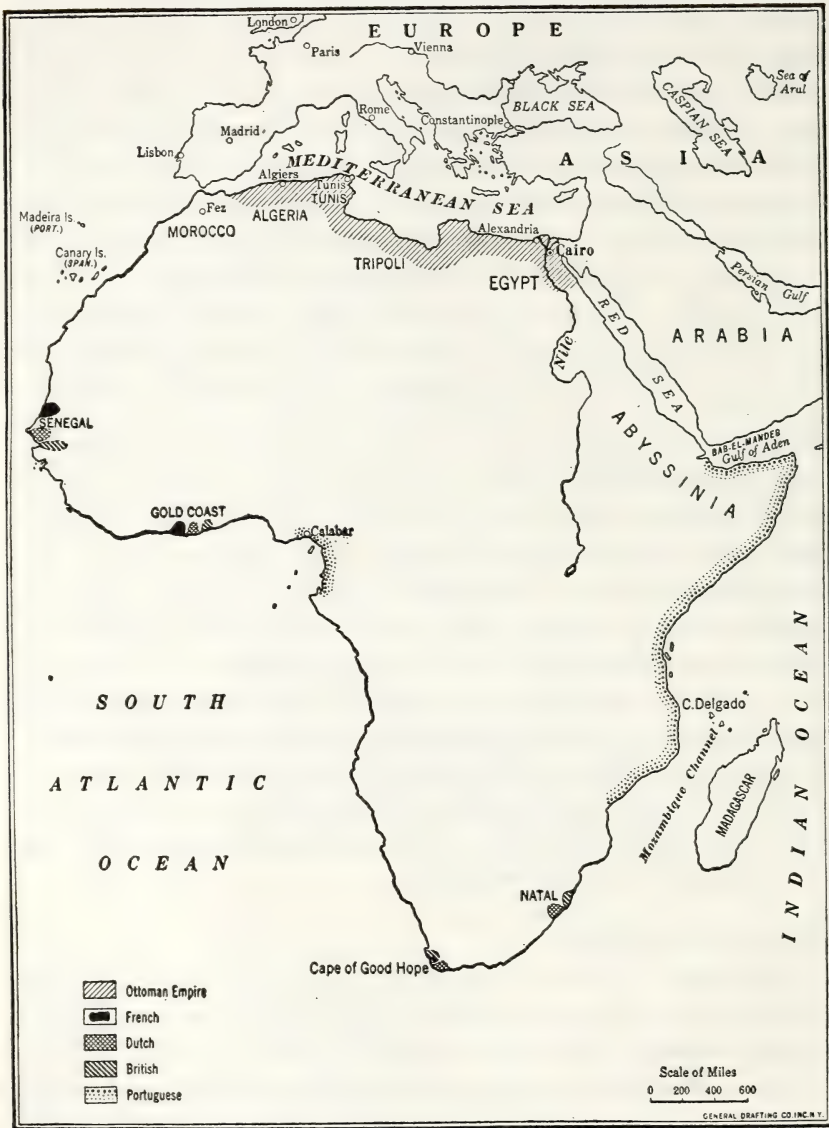 London
E U R O P E
Paris
Vienna
Sea of
Arul
CASPIAN SEA
BLACK SEA
Rome
Constantinople
Madrid
Lisbon
A S I A
MEDITERRANEAN SEA
Algiers
Tunis
TUNIS
Fez
ALGERIA
Madeira Is.
(PORT.)
MOROCCO
Alexandria
Canary Is.
(SPAN.)
Cairo
TRIPOLI
EGYPT
Persian Gulf
RED SEA
ARABIA
Nile
SENEGAL
ABYSSINIA
BAB-EL-MANDEB
Gulf of Aden
GOLD COAST
Calabar
SOUTH
ATLANTIC
OCEAN
C.Delgado
Mozambique Channel
MADAGASCAR
INDIAN OCEAN
NATAL
Cape of Good Hope
Ottoman Empire
French
Dutch
British
Portuguese
Scale of Miles
0 200 400 600
GENERAL DRAFTING CO.INC.N.Y.